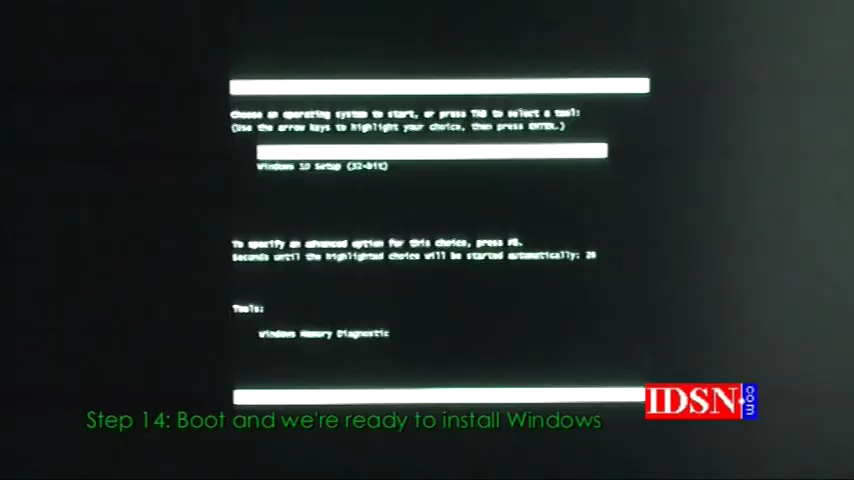 Choose an operating system to start, or press TAB to select a tool:
(Use the arrow keys to highlight your choice, then press ENTER.)
Windows 10 Setup (32-bit)
To specify an advanced option for this choice, press F8.
Seconds until the highlighted choice will be started automatically: 26
Tools:
Windows Memory Diagnostic
Step 14: Boot and we're ready to install Windows
IDSN.com